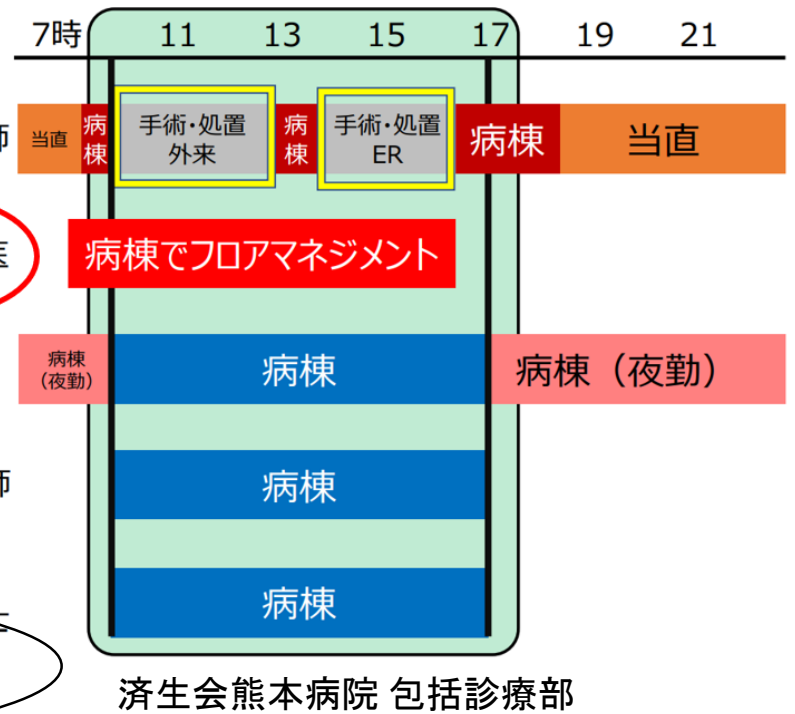 7時 11 13 15 17 19 21
師 当直 病棟 手術・処置 外来 病棟 手術・処置 ER 病棟 当直
医 病棟でフロアマネジメント
病棟
（夜勤） 病棟 病棟（夜勤）
師 病棟
病棟
済生会熊本病院 包括診療部